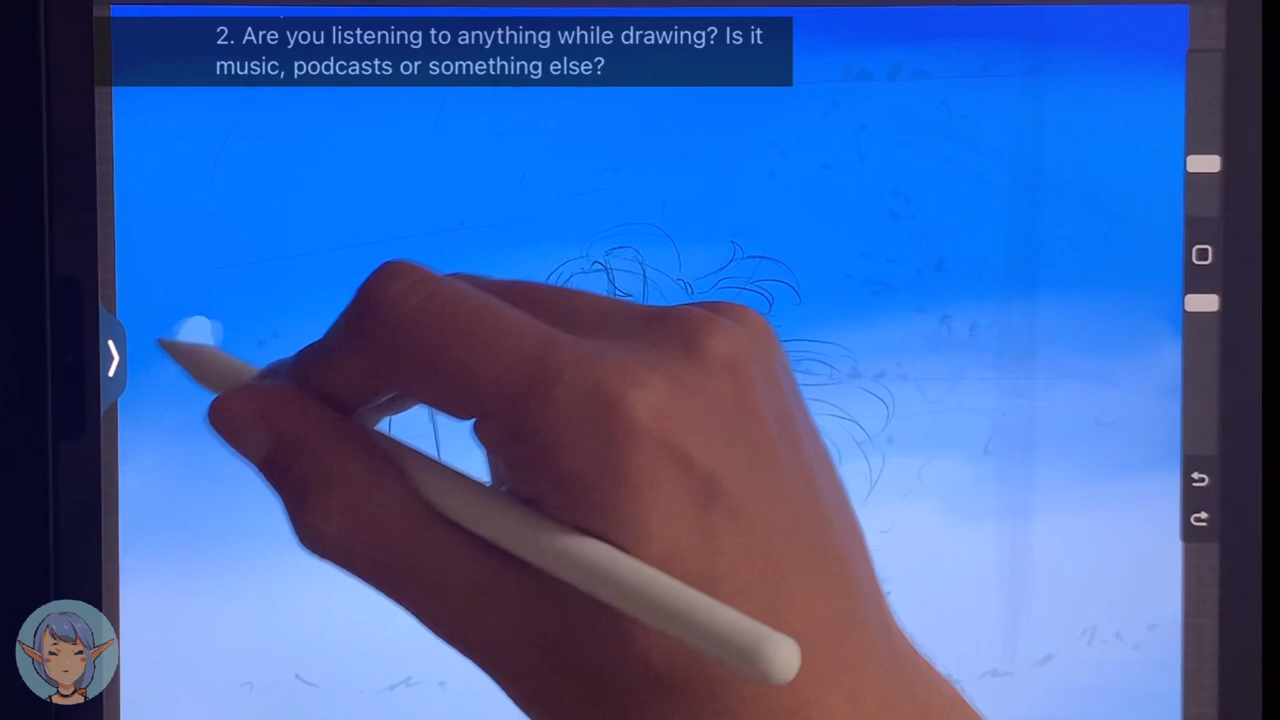 2. Are you listening to anything while drawing? Is it
music, podcasts or something else?